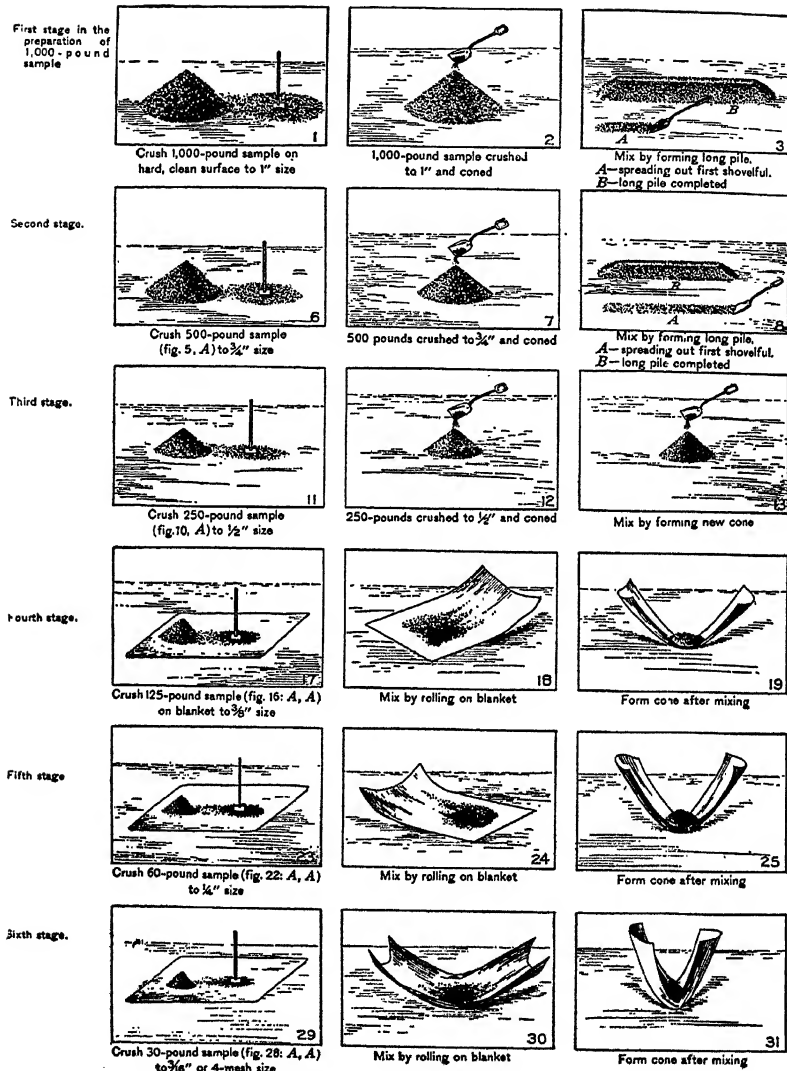 First stage in the
preparation of
1,000-pound
sample
1
Crush 1,000-pound sample on
hard, clean surface to 1" size
2
1,000-pound sample crushed
to 1" and coned
A
B
3
Mix by forming long pile.
A—spreading out first shovelful.
B—long pile completed
Second stage.
6
Crush 500-pound sample
(fig. 5, A) to 3/4" size
7
500 pounds crushed to 3/4" and coned
B
A
8
Mix by forming long pile.
A—spreading out first shovelful.
B—long pile completed
Third stage.
11
Crush 250-pound sample
(fig. 10, A) to 1/2" size
12
250-pounds crushed to 1/2" and coned
13
Mix by forming new cone
Fourth stage.
17
Crush 125-pound sample (fig. 16: A, A)
on blanket to 3/8" size
18
Mix by rolling on blanket
19
Form cone after mixing
Fifth stage
23
Crush 60-pound sample (fig. 22: A, A)
to 1/4" size
24
Mix by rolling on blanket
25
Form cone after mixing
Sixth stage.
29
Crush 30-pound sample (fig. 28: A, A)
to 3/16" or 4-mesh size
30
Mix by rolling on blanket
31
Form cone after mixing